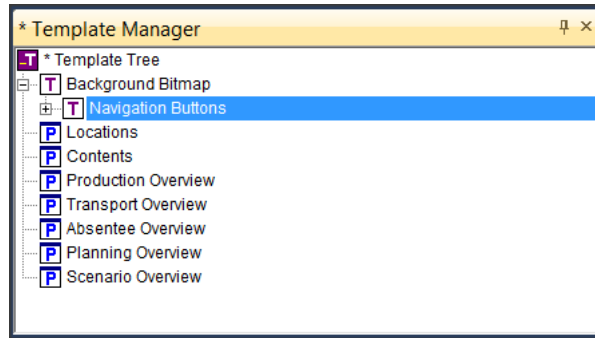 * Template Manager
T * Template Tree
T Background Bitmap
T Navigation Buttons
P Locations
P Contents
P Production Overview
P Transport Overview
P Absentee Overview
P Planning Overview
P Scenario Overview